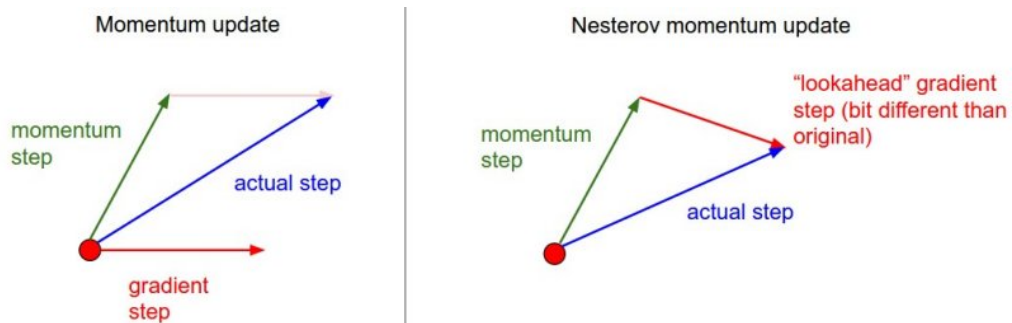 Momentum update
momentum
step
actual step
gradient
step
Nesterov momentum update
momentum
step
“lookahead” gradient
step (bit different than
original)
actual step